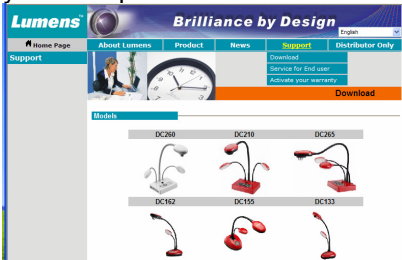 Lumens™
Brilliance by Design
English
Home Page
About Lumens
Product
News
Support
Distributor Only
Support
Download
Service for End user
Activate your warranty
Download
Models
DC260
DC210
DC265
DC162
DC155
DC133